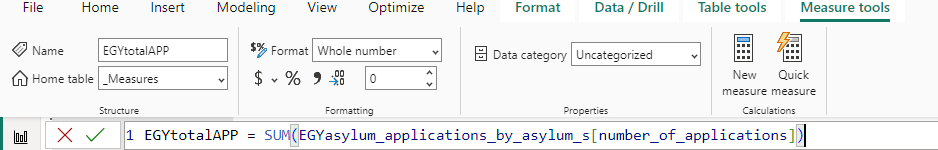 File Home Insert Modeling View Optimize Help Format Data / Drill Table tools Measure tools
Name EGYtotalAPP
Home table _Measures
Structure
$% Format Whole number
$ % 9 .00 0
Formatting
Data category Uncategorized
Properties
New measure
Quick measure
Calculations
1 EGYtotalAPP = SUM(EGYasylum_applications_by_asylum_s[number_of_applications])